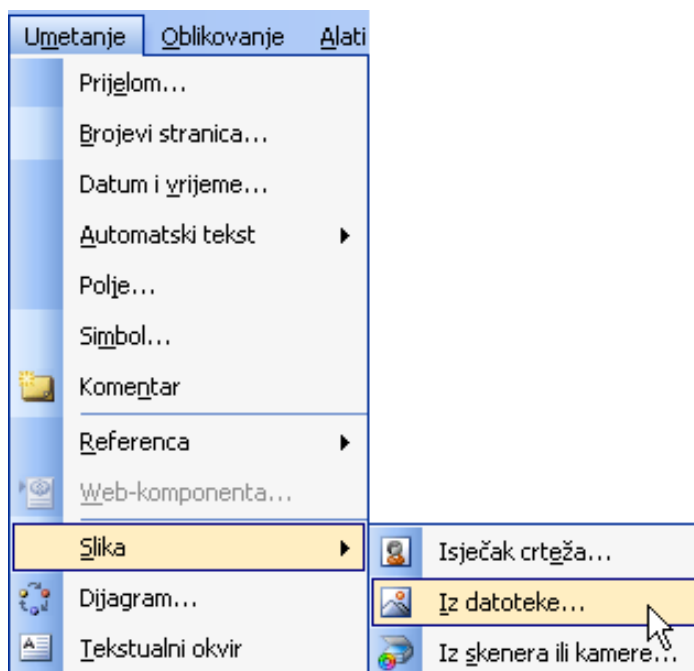 Umetanje Oblikovanje Alati
Prijelom...
Brojevi stranica...
Datum i vrijeme...
Automatski tekst
Polje...
Simbol...
Komentar
Referenca
Web-komponenta...
Slika
Isječak crteža...
Dijagram...
Iz datoteke...
Tekstualni okvir
Iz skenera ili kamere...